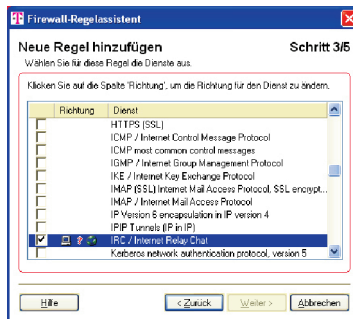 Firewall-Regelassistent
Neue Regel hinzufügen
Schritt 3/5
Wählen Sie für diese Regel die Dienste aus.
Klicken Sie auf die Spalte 'Richtung', um die Richtung für den Dienst zu ändern.
Richtung Dienst
HTTPS (SSL)
ICMP / Internet Control Message Protocol
ICMP most common control messages
IGMP / Internet Group Management Protocol
IKE / Internet Key Exchange Protocol
IMAP (SSL) Internet Mail Access Protocol, SSL encrypt...
IMAP / Internet Mail Access Protocol
IP Version 6 encapsulation in IP version 4
IPIP Tunnels (IP in IP)
IRC / Internet Relay Chat
Kerberos network authentication protocol, version 5
Hilfe
< Zurück
Weiter >
Abbrechen